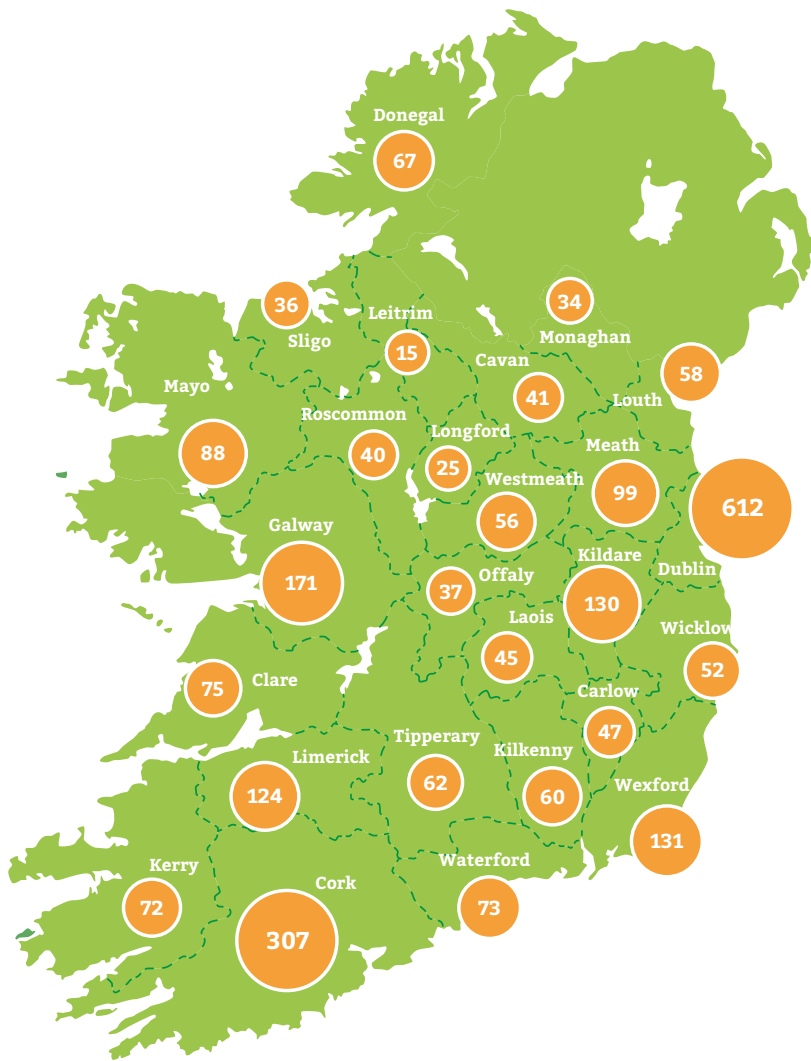 Donegal
67
36
Sligo
Leitrim
15
34
Monaghan
Cavan
41
58
Louth
Mayo
88
Roscommon
40
Longford
25
Meath
99
Westmeath
56
612
Dublin
Galway
171
Offaly
37
Kildare
130
Laois
45
Wicklow
52
Clare
75
Carlow
47
Tipperary
62
Kilkenny
60
Limerick
124
Wexford
131
Waterford
73
Kerry
72
Cork
307